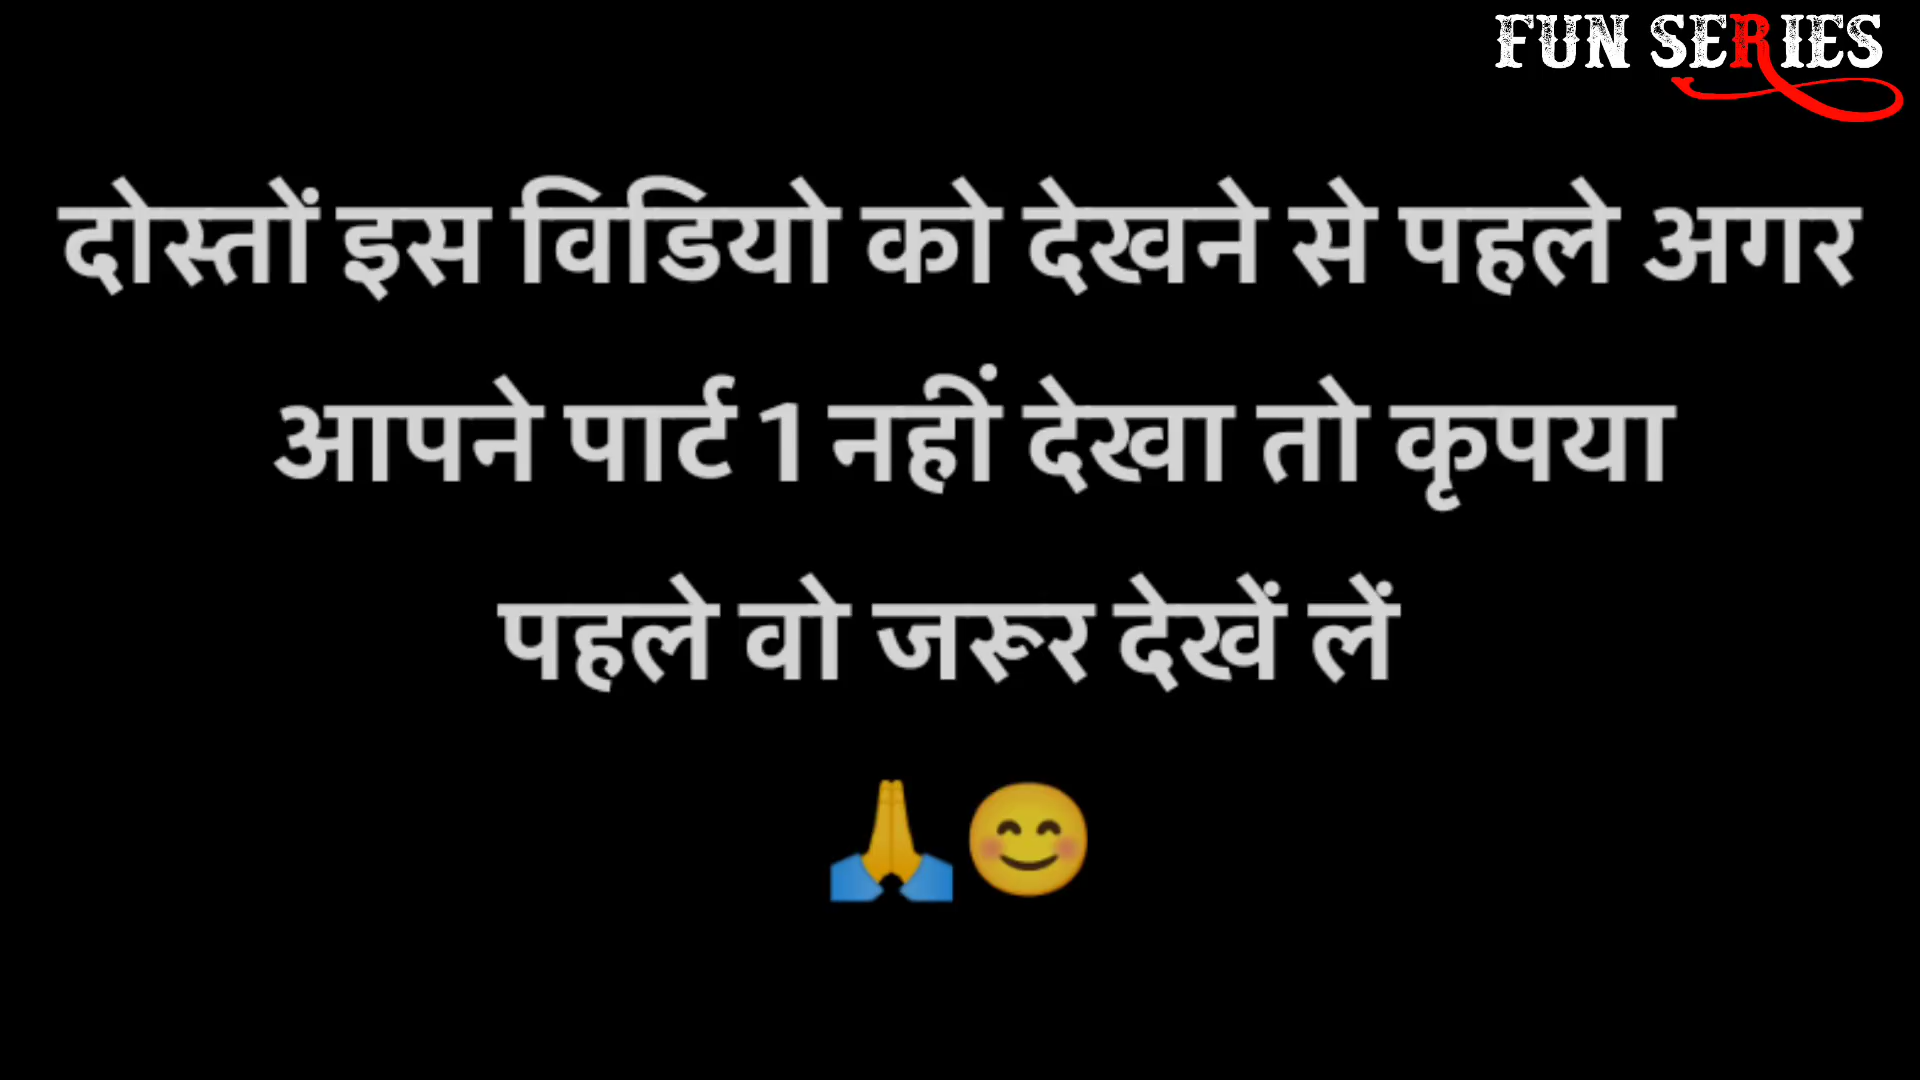 FUN SERIES
दोस्तों इस विडियो को देखने से पहले अगर
आपने पार्ट 1 नहीं देखा तो कृपया
पहले वो जरूर देखें लें
🙏😊